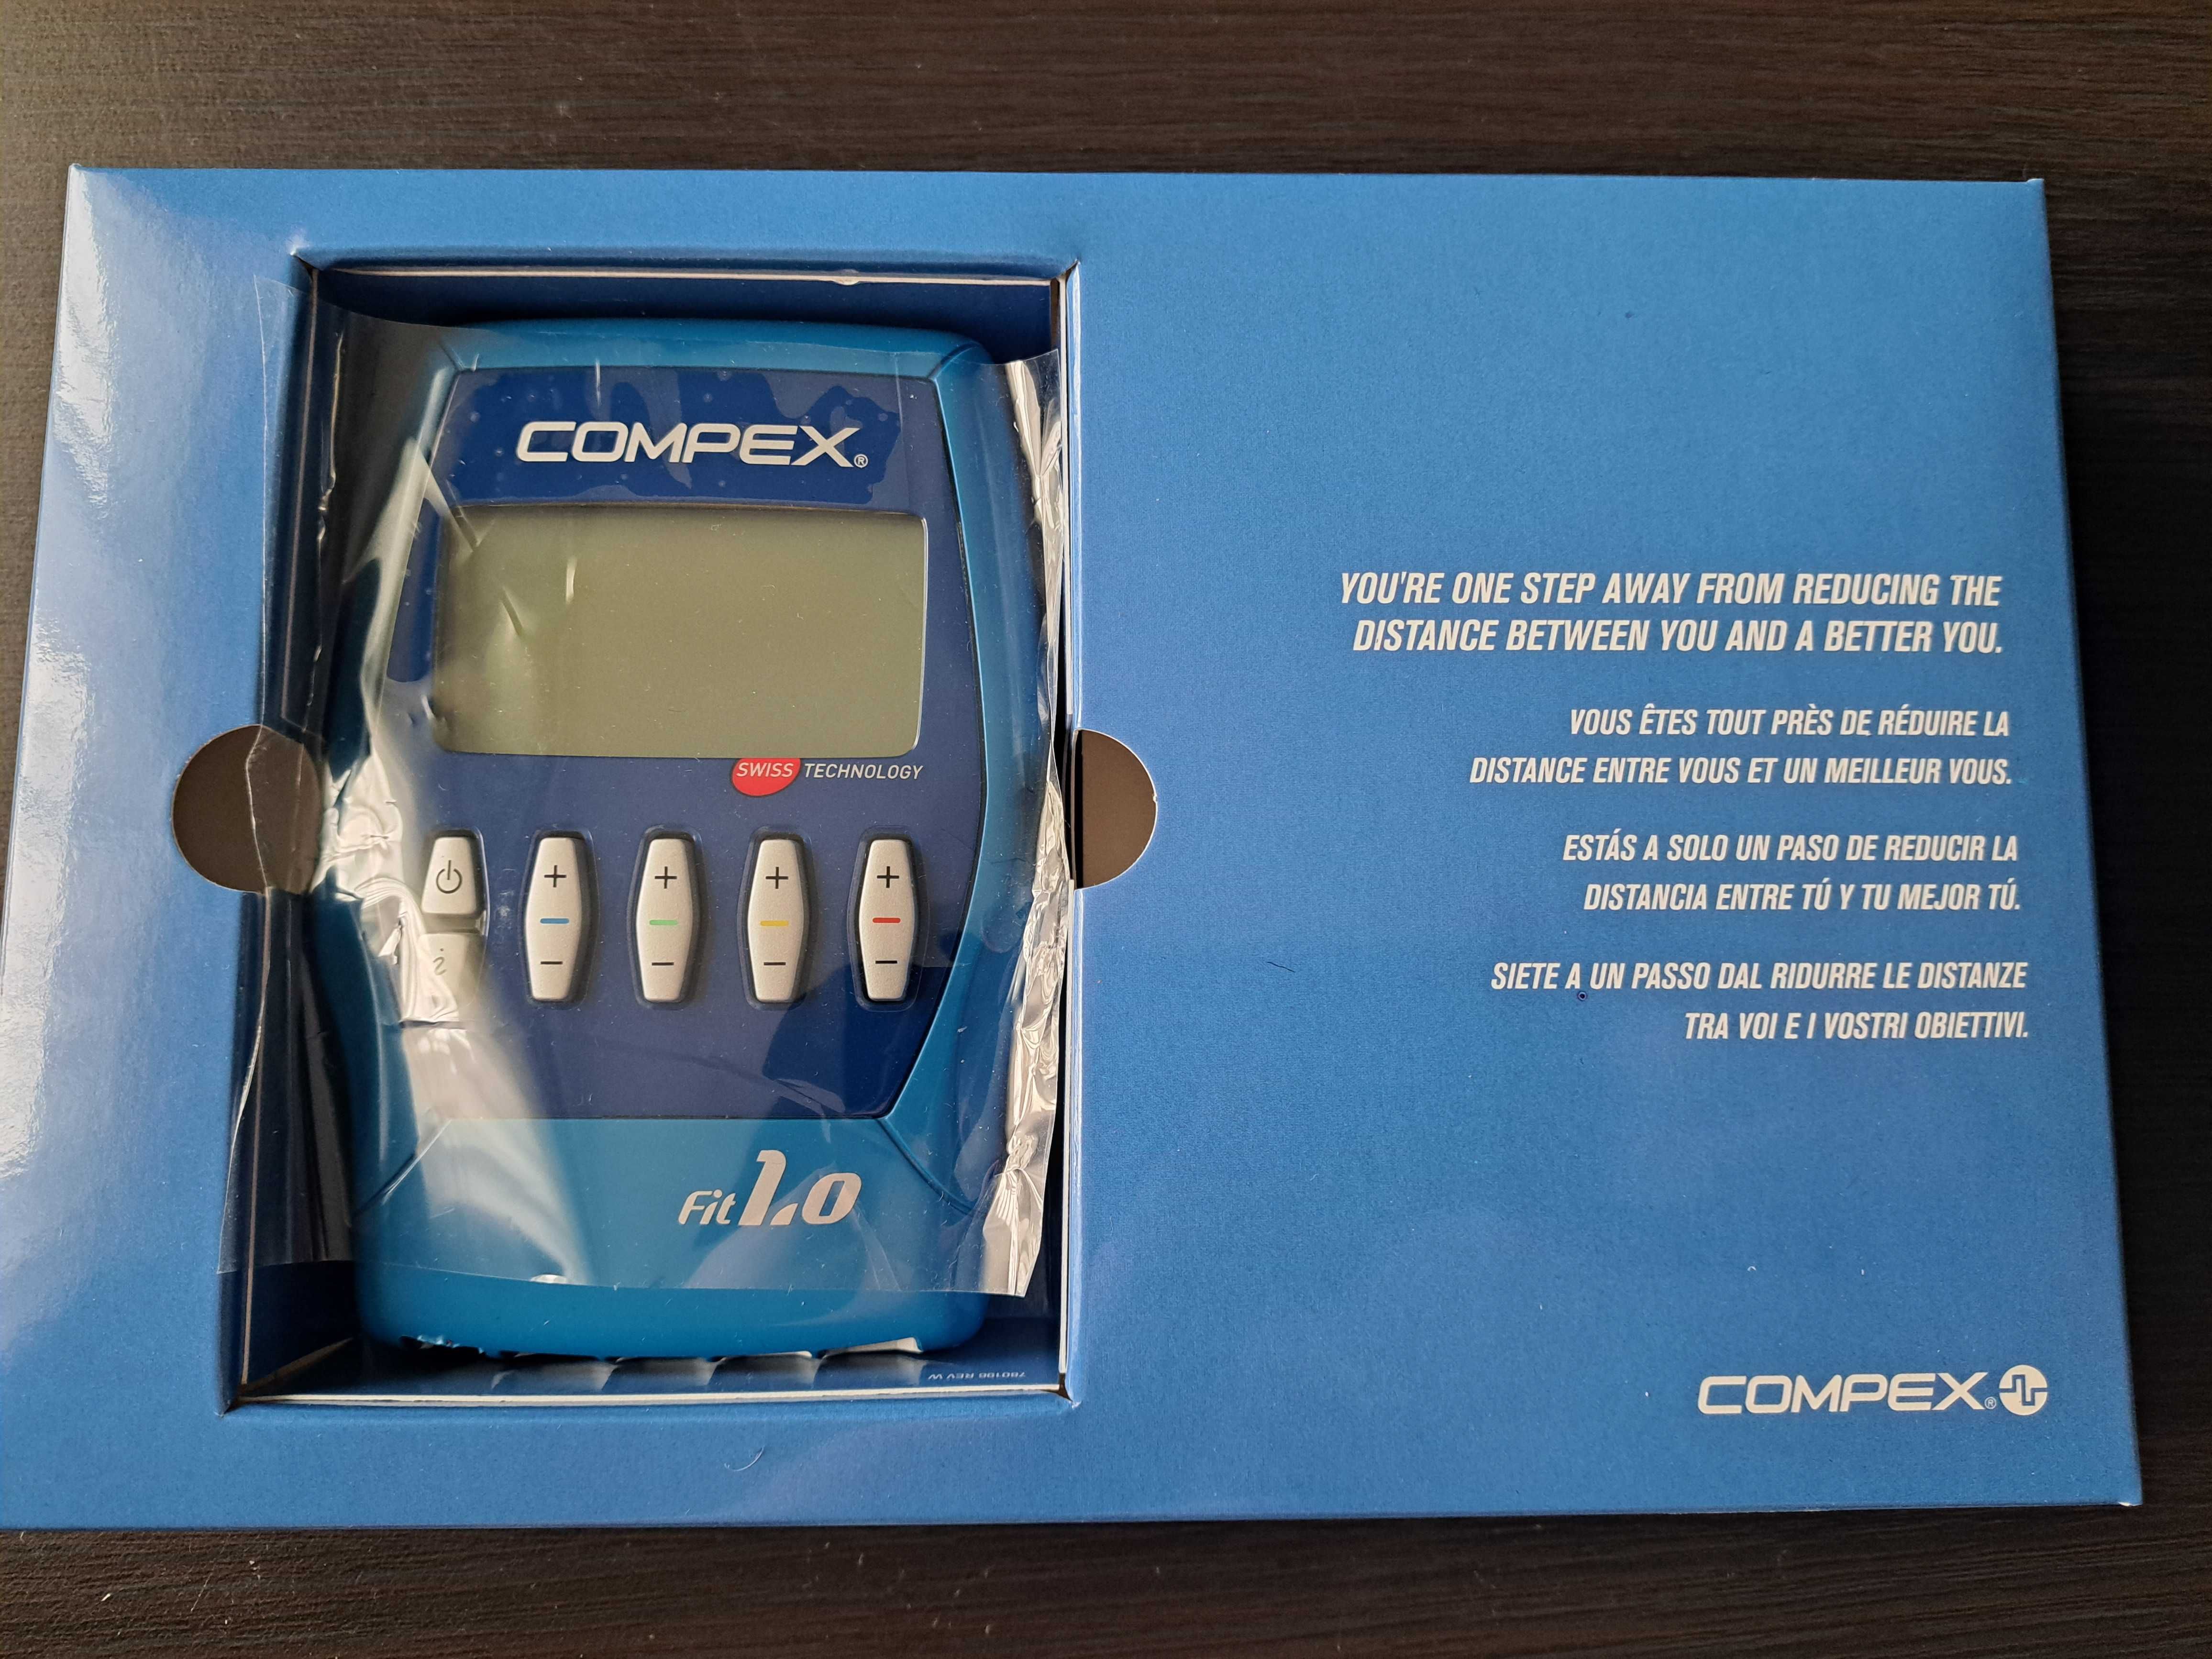 COMPEX®
SWISS TECHNOLOGY
+ + + +
i
- - - -
Fit 1.0
780186 REV W
YOU'RE ONE STEP AWAY FROM REDUCING THE
DISTANCE BETWEEN YOU AND A BETTER YOU.
VOUS ÊTES TOUT PRÈS DE RÉDUIRE LA
DISTANCE ENTRE VOUS ET UN MEILLEUR VOUS.
ESTÁS A SOLO UN PASO DE REDUCIR LA
DISTANCIA ENTRE TÚ Y TU MEJOR TÚ.
SIETE A UN PASSO DAL RIDURRE LE DISTANZE
TRA VOI E I VOSTRI OBIETTIVI.
COMPEX®